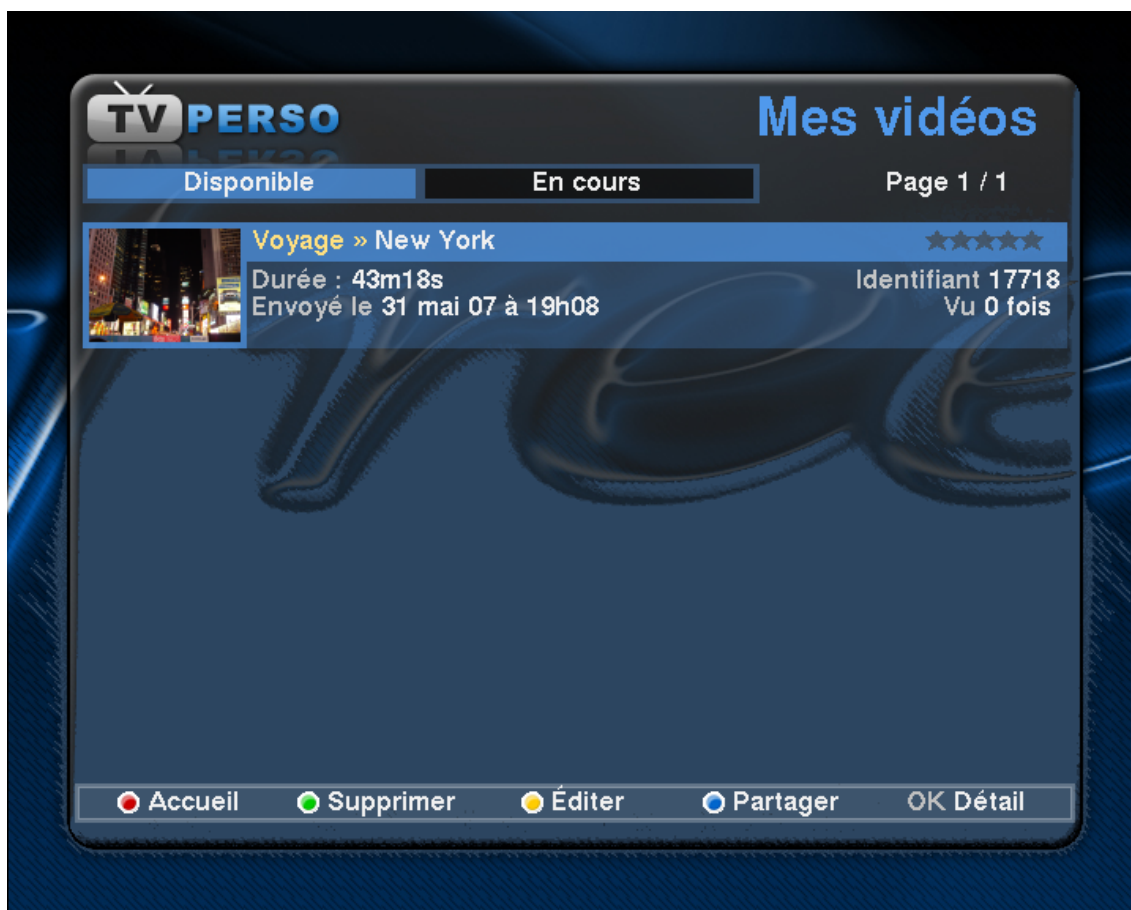 TV PERSO
Mes vidéos
Disponible
En cours
Page 1 / 1
Voyage » New York
Durée : 43m18s
Identifiant 17718
Envoyé le 31 mai 07 à 19h08
Vu 0 fois
Accueil
Supprimer
Éditer
Partager
OK Détail